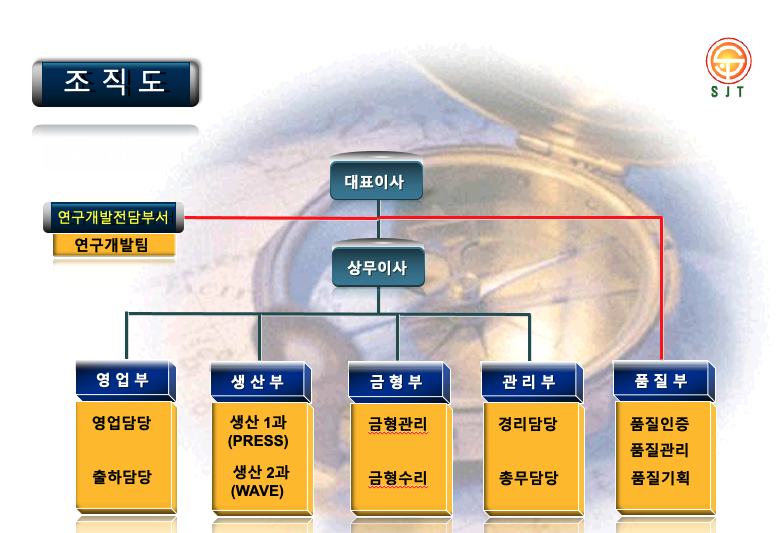 조 직 도
S J T
대표이사
연구개발전담부서
연구개발팀
상무이사
영 업 부
생 산 부
금 형 부
관 리 부
품 질 부
영업담당
출하담당
생산 1과
(PRESS)
생산 2과
(WAVE)
금형관리
금형수리
경리담당
총무담당
품질인증
품질관리
품질기획